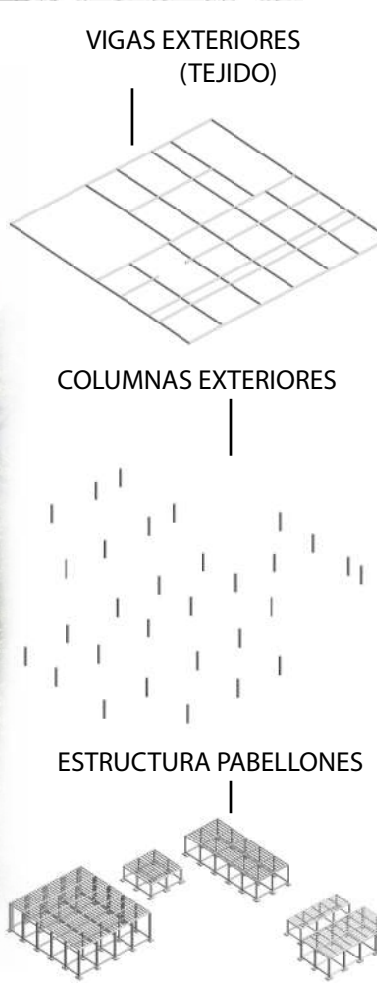 VIGAS EXTERIORES
(TEJIDO)
COLUMNAS EXTERIORES
ESTRUCTURA PABELLONES